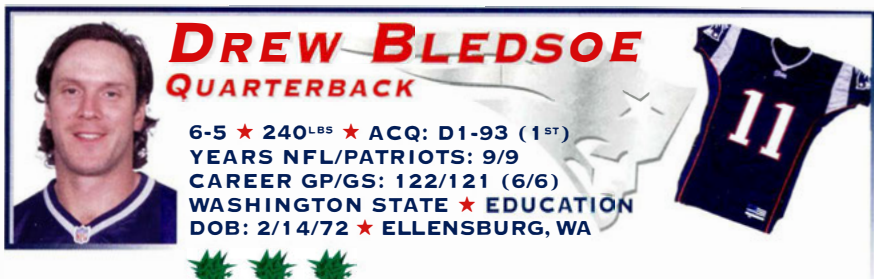 DREW BLEDSOE
QUARTERBACK
6-5 ★ 240LBS ★ ACQ: D1-93 (1ST)
YEARS NFL/PATRIOTS: 9/9
CAREER GP/GS: 122/121 (6/6)
WASHINGTON STATE ★ EDUCATION
DOB: 2/14/72 ★ ELLENSBURG, WA
11